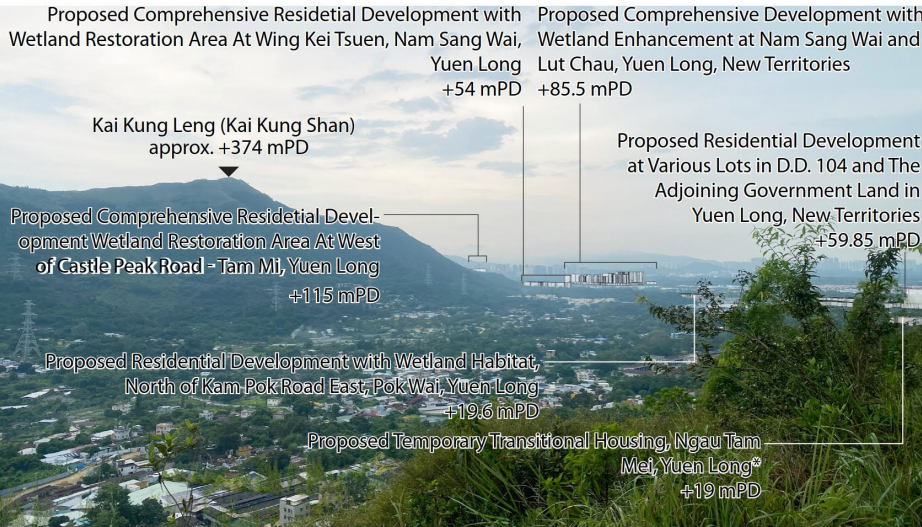 Proposed Comprehensive Residetial Development with
Wetland Restoration Area At Wing Kei Tsuen, Nam Sang Wai,
Yuen Long
+54 mPD
Proposed Comprehensive Development with
Wetland Enhancement at Nam Sang Wai and
Lut Chau, Yuen Long, New Territories
+85.5 mPD
Kai Kung Leng (Kai Kung Shan)
approx. +374 mPD
Proposed Residential Development
at Various Lots in D.D. 104 and The
Adjoining Government Land in
Yuen Long, New Territories
+59.85 mPD
Proposed Comprehensive Residetial Devel-
opment Wetland Restoration Area At West
of Castle Peak Road - Tam Mi, Yuen Long
+115 mPD
Proposed Residential Development with Wetland Habitat,
North of Kam Pok Road East, Pok Wai, Yuen Long
+19.6 mPD
Proposed Temporary Transitional Housing, Ngau Tam
Mei, Yuen Long*
+19 mPD